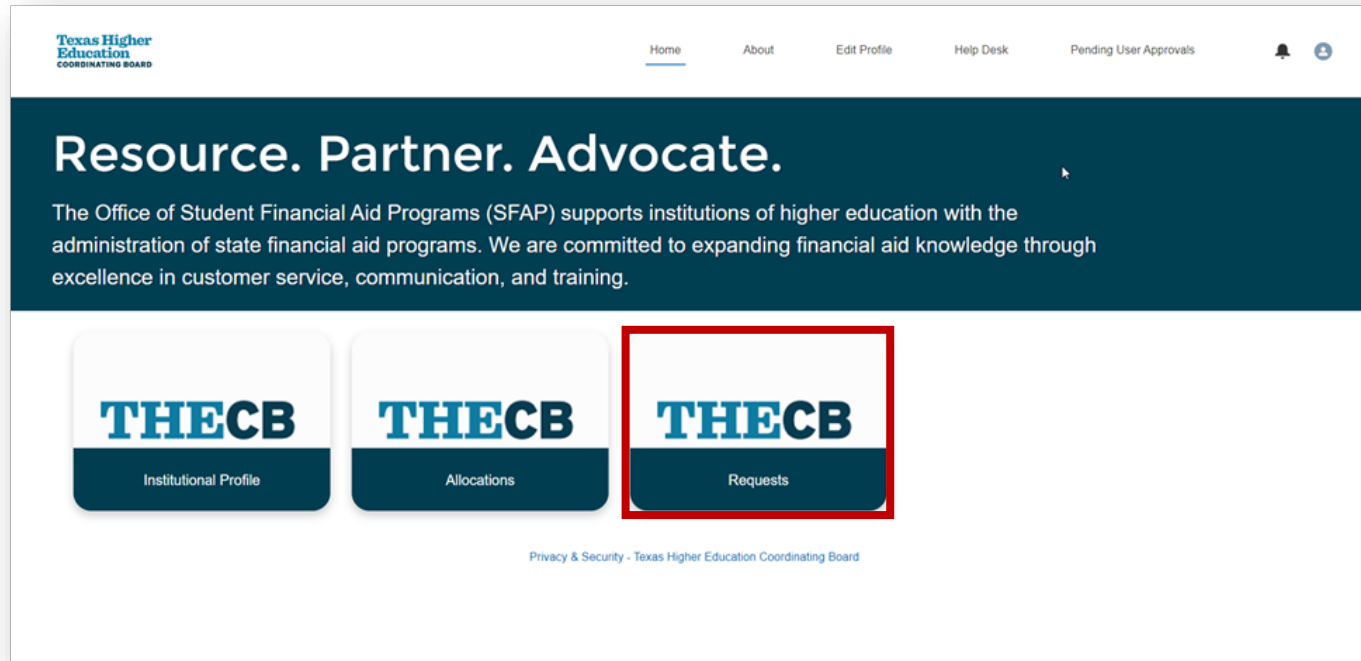 Texas Higher
Education
COORDINATING BOARD
Home About Edit Profile Help Desk Pending User Approvals
Resource. Partner. Advocate.
The Office of Student Financial Aid Programs (SFAP) supports institutions of higher education with the
administration of state financial aid programs. We are committed to expanding financial aid knowledge through
excellence in customer service, communication, and training.
THECB THECB THECB
Institutional Profile Allocations Requests
Privacy & Security - Texas Higher Education Coordinating Board